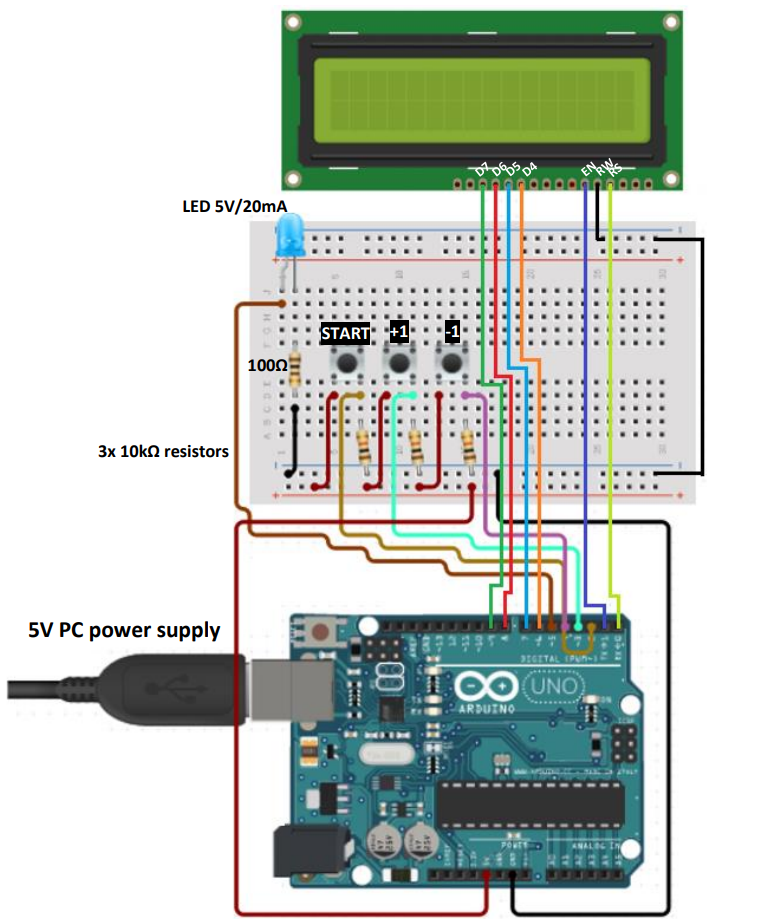 D7 D6 D5 D4 EN RW RS
LED 5V/20mA
START +1 -1
100Ω
3x 10kΩ resistors
5V PC power supply
DIGITAL (PWM~)
UNO
ARDUINO
POWER
ANALOG IN